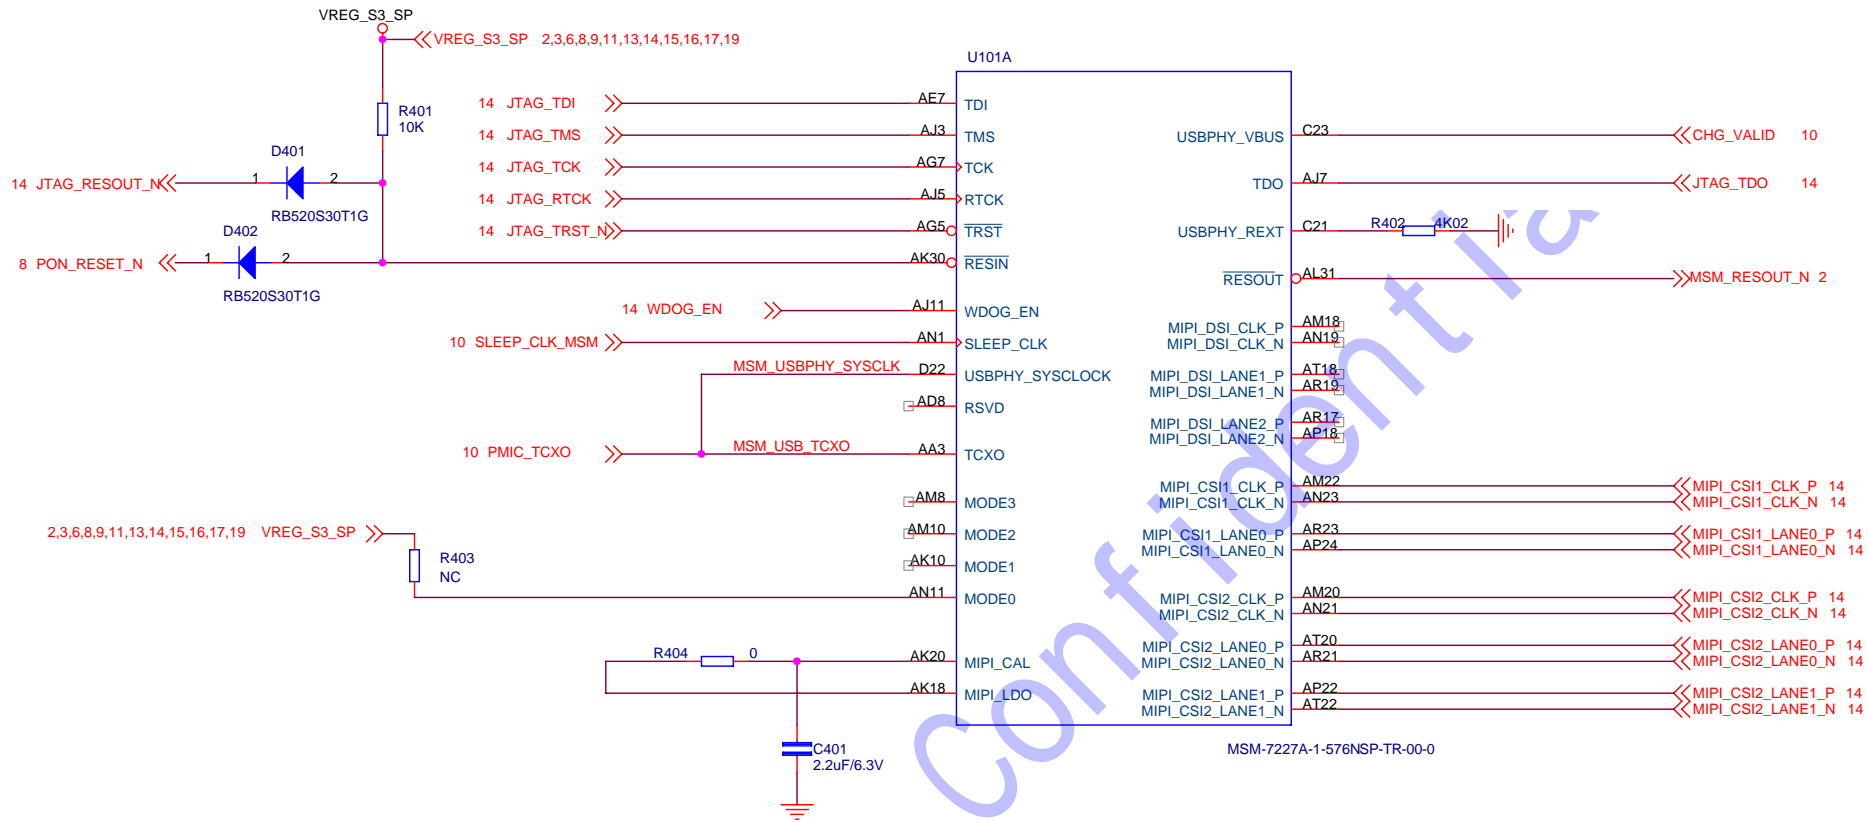 VREG_S3_SP
VREG_S3_SP 2,3,6,8,9,11,13,14,15,16,17,19
R401
10K
D401
14 JTAG_RESOUT_N 1 2
RB520S30T1G
D402
8 PON_RESET_N 1 2
RB520S30T1G
U101A
14 JTAG_TDI AE7 TDI
14 JTAG_TMS AJ3 TMS
14 JTAG_TCK AG7 TCK
14 JTAG_RTCK AJ5 RTCK
14 JTAG_TRST_N AG5 TRST
AK30 RESIN
14 WDOG_EN AJ11 WDOG_EN
10 SLEEP_CLK_MSM AN1 SLEEP_CLK
MSM_USBPHY_SYSCLK D22 USBPHY_SYSCLOCK
AD8 RSVD
10 PMIC_TCXO MSM_USB_TCXO AA3 TCXO
AM8 MODE3
AM10 MODE2
AK10 MODE1
2,3,6,8,9,11,13,14,15,16,17,19 VREG_S3_SP
R403
NC
AN11 MODE0
R404 0 AK20 MIPI_CAL
AK18 MIPI_LDO
C401
2.2uF/6.3V
USBPHY_VBUS C23 CHG_VALID 10
TDO AJ7 JTAG_TDO 14
USBPHY_REXT C21 R402 4K02
RESOUT AL31 MSM_RESOUT_N 2
MIPI_DSI_CLK_P AM18
MIPI_DSI_CLK_N AN19
MIPI_DSI_LANE1_P AT18
MIPI_DSI_LANE1_N AR19
MIPI_DSI_LANE2_P AR17
MIPI_DSI_LANE2_N AP18
MIPI_CSI1_CLK_P AM22 MIPI_CSI1_CLK_P 14
MIPI_CSI1_CLK_N AN23 MIPI_CSI1_CLK_N 14
MIPI_CSI1_LANE0_P AR23 MIPI_CSI1_LANE0_P 14
MIPI_CSI1_LANE0_N AP24 MIPI_CSI1_LANE0_N 14
MIPI_CSI2_CLK_P AM20 MIPI_CSI2_CLK_P 14
MIPI_CSI2_CLK_N AN21 MIPI_CSI2_CLK_N 14
MIPI_CSI2_LANE0_P AT20 MIPI_CSI2_LANE0_P 14
MIPI_CSI2_LANE0_N AR21 MIPI_CSI2_LANE0_N 14
MIPI_CSI2_LANE1_P AP22 MIPI_CSI2_LANE1_P 14
MIPI_CSI2_LANE1_N AT22 MIPI_CSI2_LANE1_N 14
MSM-7227A-1-576NSP-TR-00-0
Confidentia